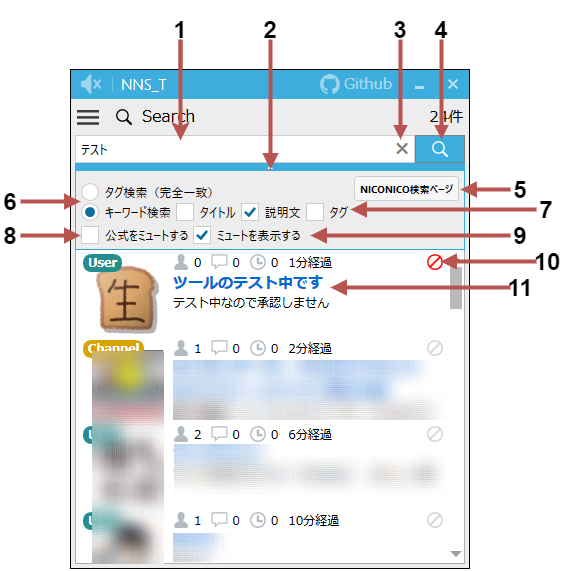 1
2
3
4
NNS_T
Github
Search
24件
テスト
NICONICO検索ページ
5
タグ検索（完全一致）
6
キーワード検索 タイトル 説明文 タグ
7
8
公式をミュートする ミュートを表示する
9
User 0 0 0 1分経過
10
ツールのテスト中です
11
テスト中なので承認しません
生
Channel 1 0 0 2分経過
2 0 0 6分経過
1 0 0 10分経過